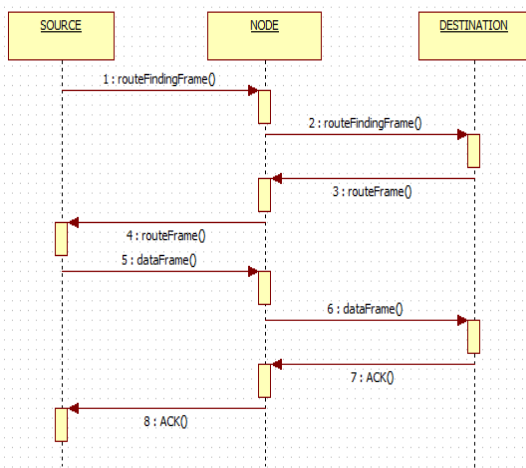 SOURCE
NODE
DESTINATION
1 : routeFindingFrame()
2 : routeFindingFrame()
3 : routeFrame()
4 : routeFrame()
5 : dataFrame()
6 : dataFrame()
7 : ACK()
8 : ACK()